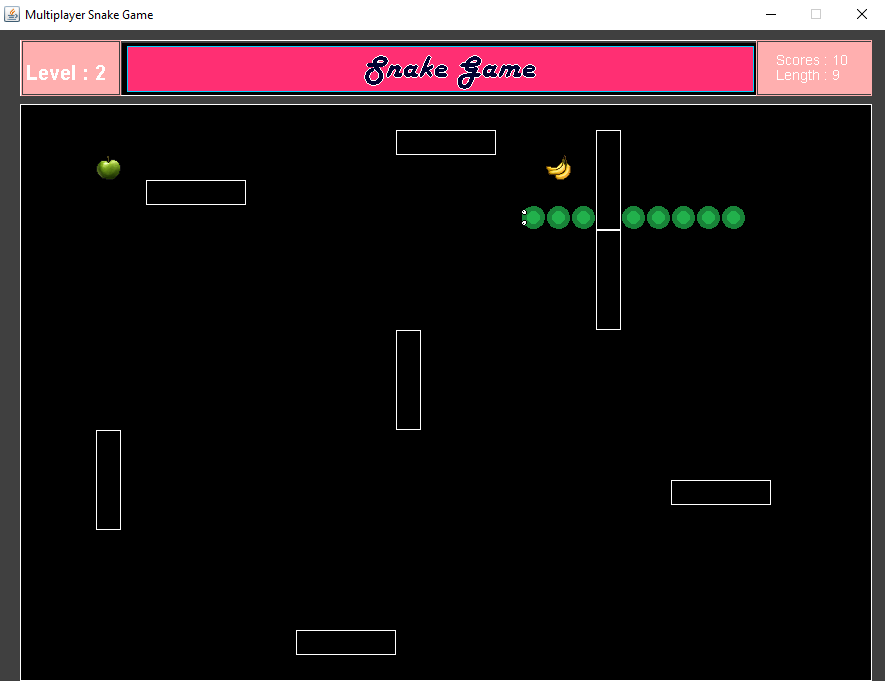 Multiplayer Snake Game
Level : 2
Snake Game
Scores : 10
Length : 9